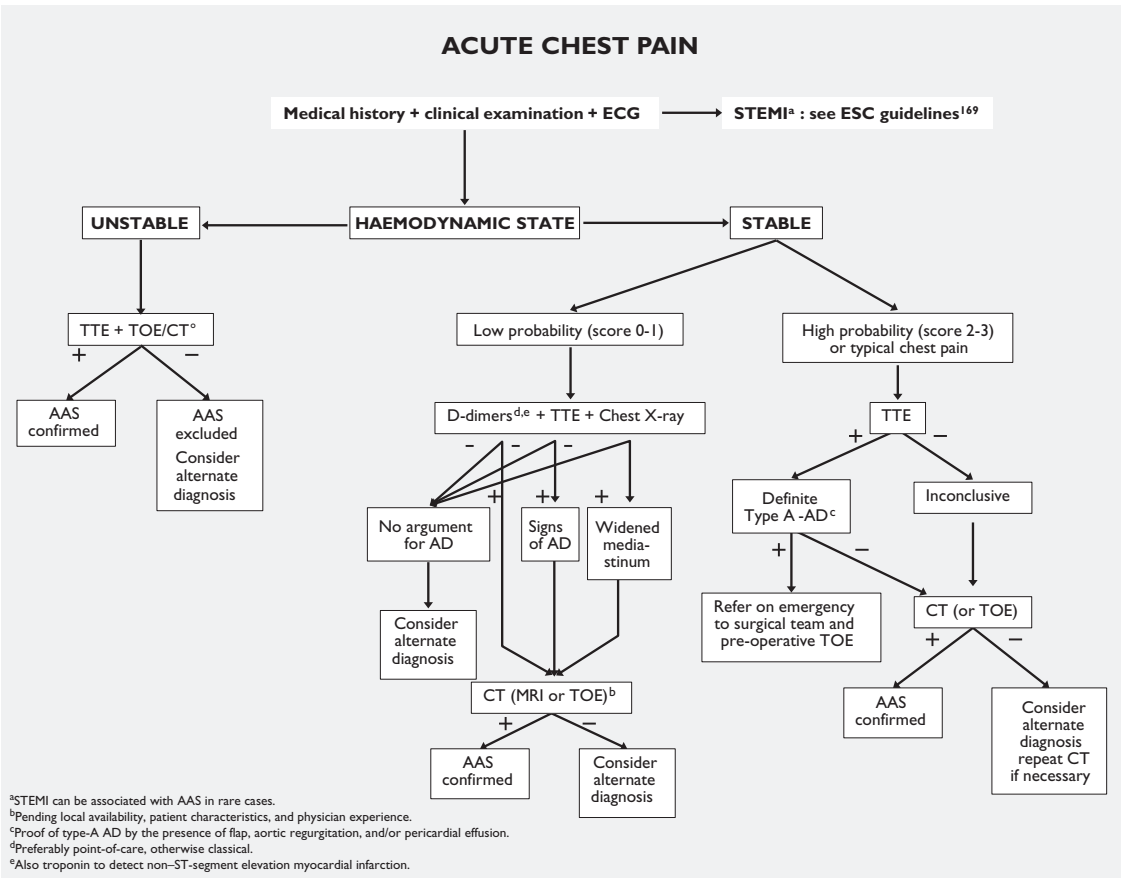 ACUTE CHEST PAIN
Medical history + clinical examination + ECG
STEMIᵃ : see ESC guidelines¹⁶⁹
UNSTABLE
HAEMODYNAMIC STATE
STABLE
TTE + TOE/CT°
+
–
AAS
confirmed
AAS
excluded
Consider
alternate
diagnosis
Low probability (score 0-1)
D-dimersᵈ,ᵉ + TTE + Chest X-ray
-
-
-
+
+
+
No argument
for AD
Signs
of AD
Widened
media-
stinum
Consider
alternate
diagnosis
CT (MRI or TOE)ᵇ
+
–
AAS
confirmed
Consider
alternate
diagnosis
High probability (score 2-3)
or typical chest pain
TTE
+
–
Definite
Type A -ADᶜ
Inconclusive
+
–
Refer on emergency
to surgical team and
pre-operative TOE
CT (or TOE)
+
–
AAS
confirmed
Consider
alternate
diagnosis
repeat CT
if necessary
ᵃSTEMI can be associated with AAS in rare cases.
ᵇPending local availability, patient characteristics, and physician experience.
ᶜProof of type-A AD by the presence of flap, aortic regurgitation, and/or pericardial effusion.
ᵈPreferably point-of-care, otherwise classical.
ᵉAlso troponin to detect non–ST-segment elevation myocardial infarction.